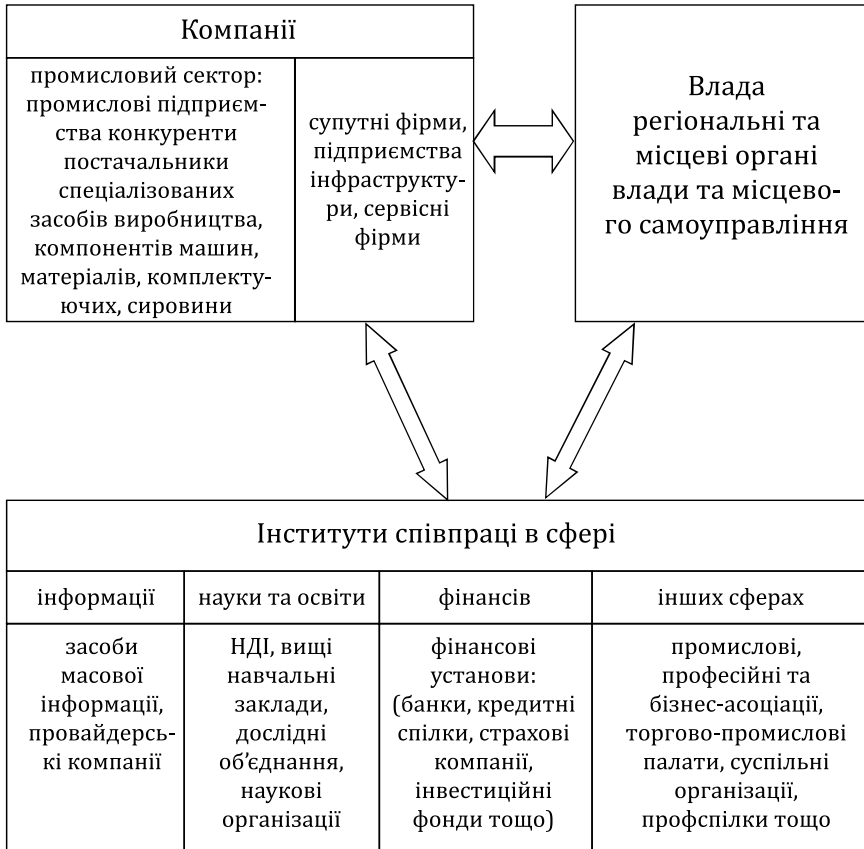 Компанії
промисловий сектор:
промислові підприєм-
ства конкуренти
постачальники
спеціалізованих
засобів виробництва,
компонентів машин,
матеріалів, комплекту-
ючих, сировини
супутні фірми,
підприємства
інфраструкту-
ри, сервісні
фірми
Влада
регіональні та
місцеві органі
влади та місцево-
го самоуправління
Інститути співпраці в сфері
інформації
науки та освіти
фінансів
інших сферах
засоби
масової
інформації,
провайдерсь-
кі компанії
НДІ, вищі
навчальні
заклади,
дослідні
об’єднання,
наукові
організації
фінансові
установи:
(банки, кредитні
спілки, страхові
компанії,
інвестиційні
фонди тощо)
промислові,
професійні та
бізнес-асоціації,
торгово-промислові
палати, суспільні
організації,
профспілки тощо